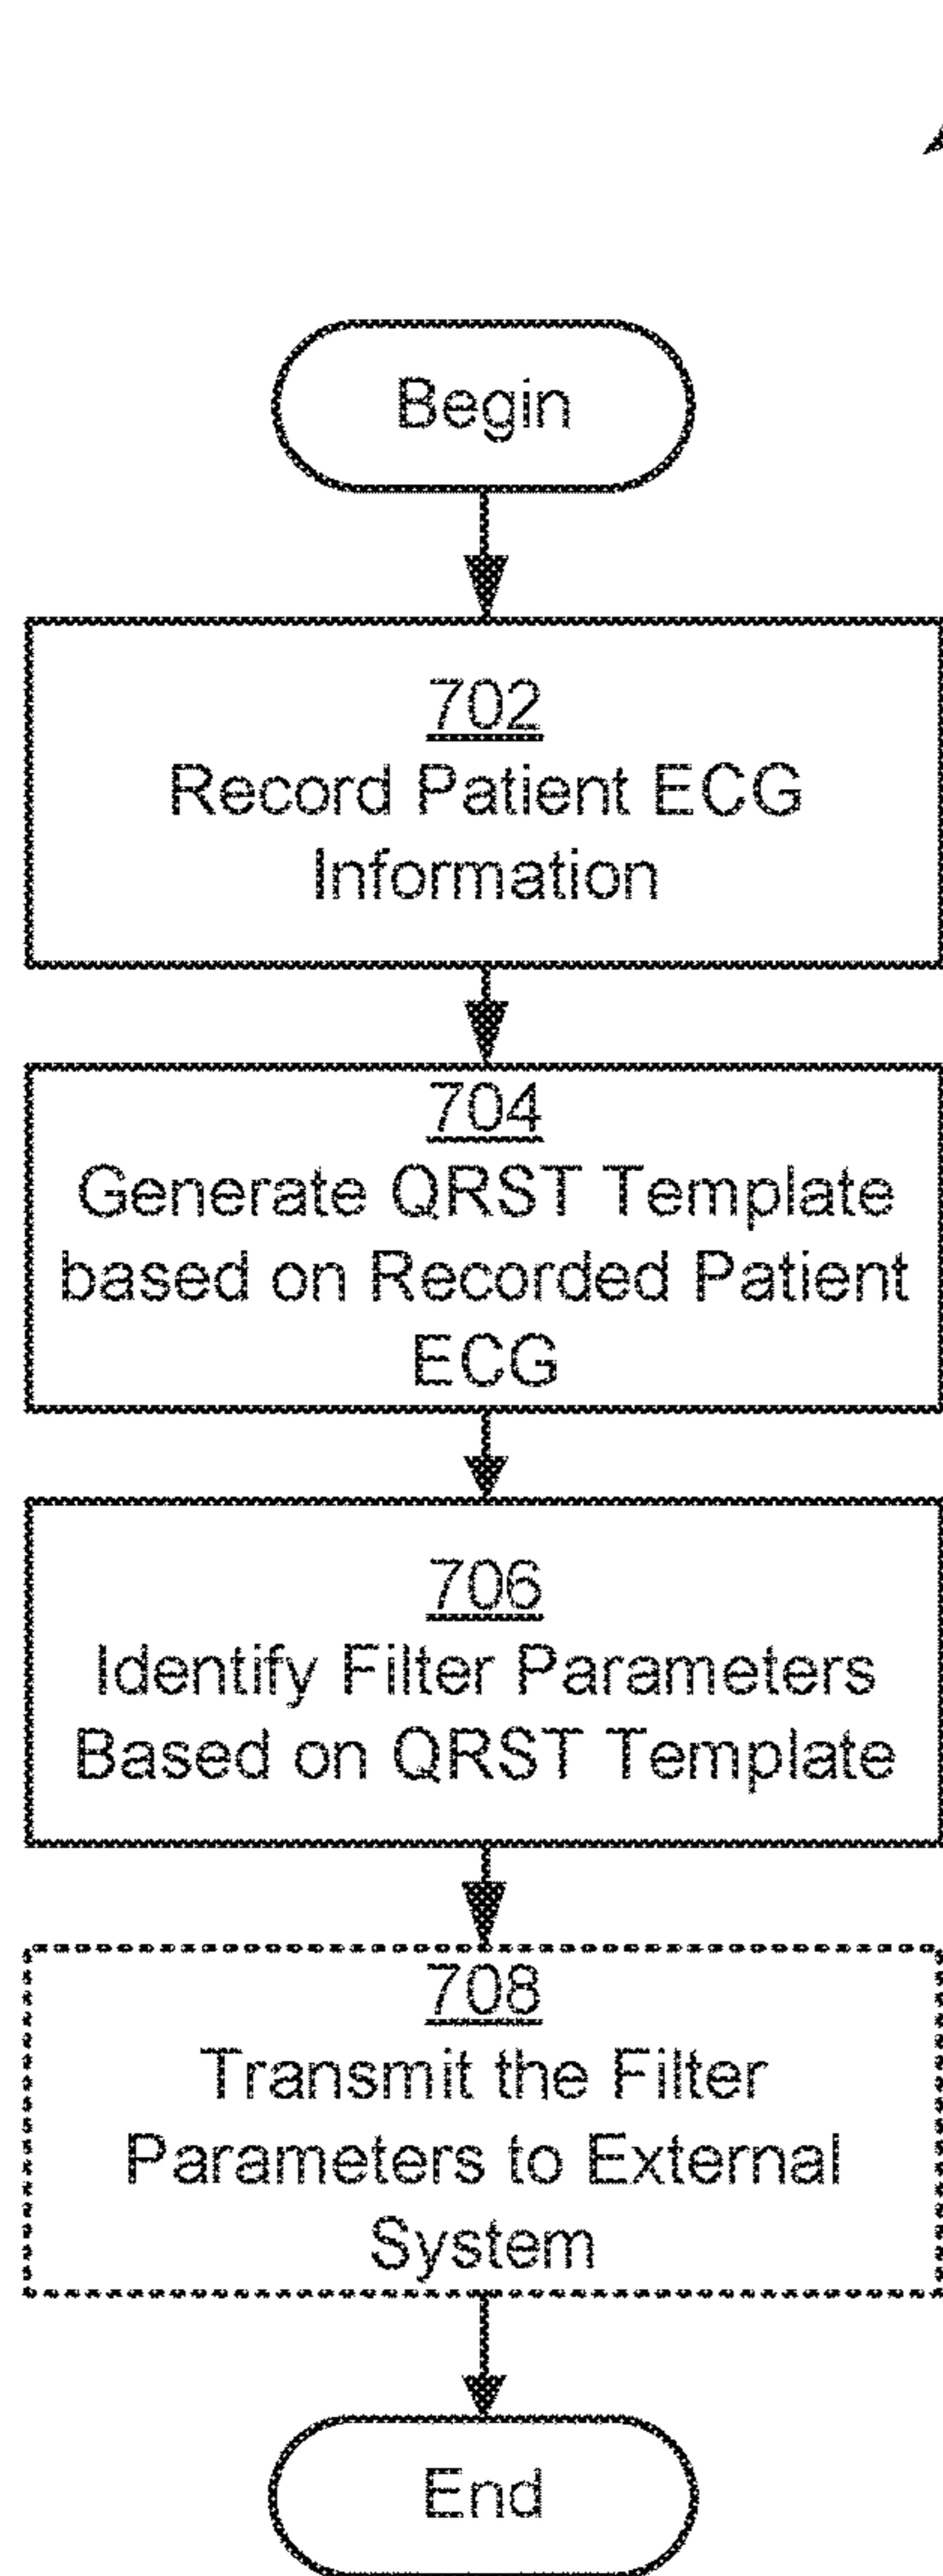 Begin
702
Record Patient ECG
Information
704
Generate QRST Template
based on Recorded Patient
ECG
706
Identify Filter Parameters
Based on QRST Template
708
Transmit the Filter
Parameters to External
System
End